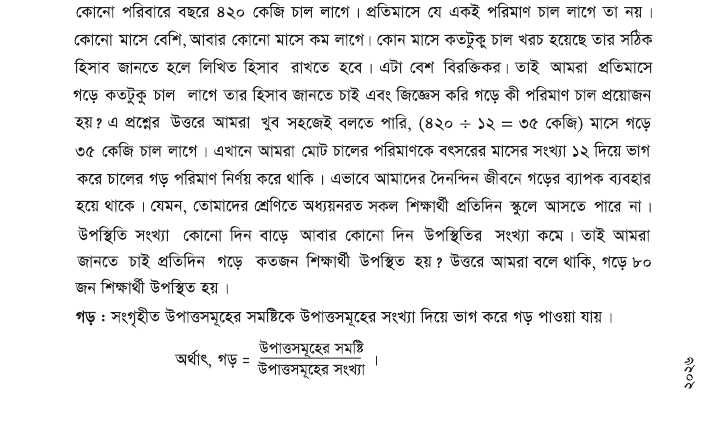 কোনো পরিবারে বছরে ৪২০ কেজি চাল লাগে। প্রতিমাসে যে একই পরিমাণ চাল লাগে তা নয়।
কোনো মাসে বেশি, আবার কোনো মাসে কম লাগে। কোন মাসে কতটুকু চাল খরচ হয়েছে তার সঠিক
হিসাব জানতে হলে লিখিত হিসাব রাখতে হবে। এটা বেশ বিরক্তিকর। তাই আমরা প্রতিমাসে
গড়ে কতটুকু চাল লাগে তার হিসাব জানতে চাই এবং জিজ্ঞেস করি গড়ে কী পরিমাণ চাল প্রয়োজন
হয়? এ প্রশ্নের উত্তরে আমরা খুব সহজেই বলতে পারি, (৪২০ ÷ ১২ = ৩৫ কেজি) মাসে গড়ে
৩৫ কেজি চাল লাগে। এখানে আমরা মোট চালের পরিমাণকে বৎসরের মাসের সংখ্যা ১২ দিয়ে ভাগ
করে চালের গড় পরিমাণ নির্ণয় করে থাকি। এভাবে আমাদের দৈনন্দিন জীবনে গড়ের ব্যাপক ব্যবহার
হয়ে থাকে। যেমন, তোমাদের শ্রেণিতে অধ্যয়নরত সকল শিক্ষার্থী প্রতিদিন স্কুলে আসতে পারে না।
উপস্থিতি সংখ্যা কোনো দিন বাড়ে আবার কোনো দিন উপস্থিতির সংখ্যা কমে। তাই আমরা
জানতে চাই প্রতিদিন গড়ে কতজন শিক্ষার্থী উপস্থিত হয়? উত্তরে আমরা বলে থাকি, গড়ে ৮০
জন শিক্ষার্থী উপস্থিত হয়।
গড় : সংগৃহীত উপাত্তসমূহের সমষ্টিকে উপাত্তসমূহের সংখ্যা দিয়ে ভাগ করে গড় পাওয়া যায়।
অর্থাৎ, গড় = উপাত্তসমূহের সমষ্টি / উপাত্তসমূহের সংখ্যা ।
২০২৬